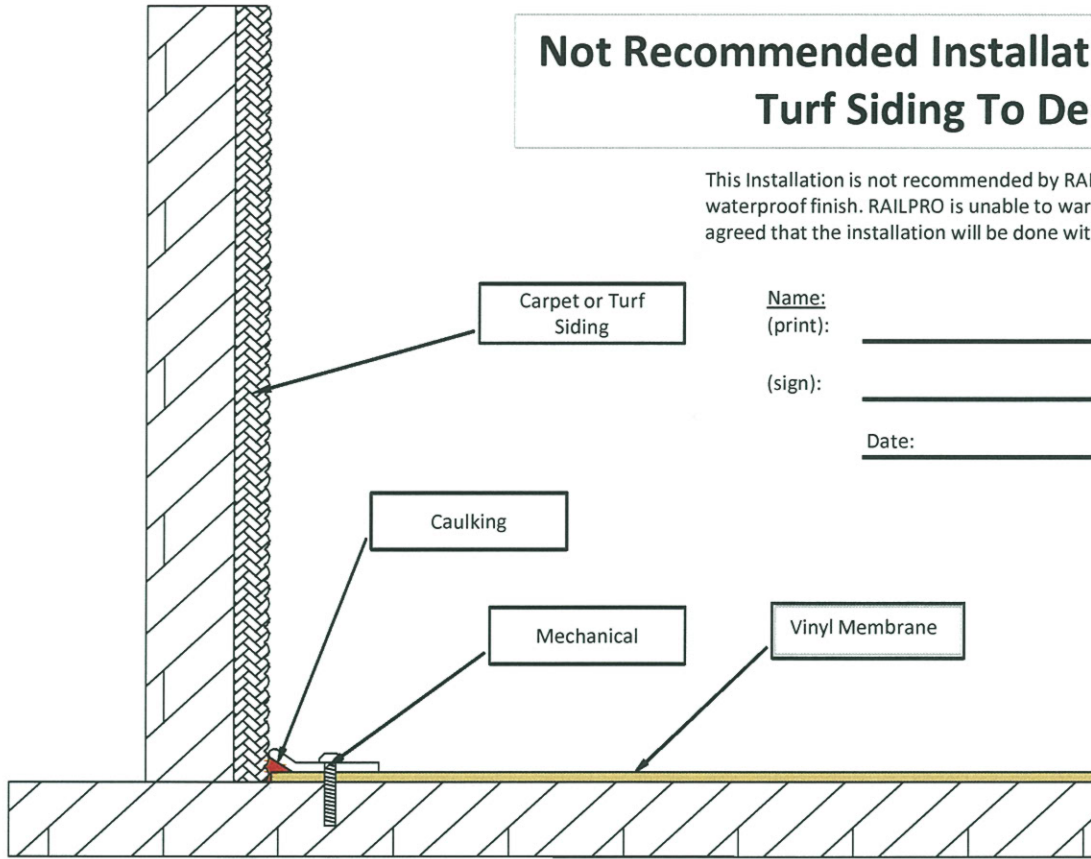 Not Recommended Installat
Turf Siding To De
This Installation is not recommended by RAI
waterproof finish. RAILPRO is unable to war
agreed that the installation will be done wit
Carpet or Turf
Siding
Name:
(print):
(sign):
Date:
Caulking
Mechanical
Vinyl Membrane